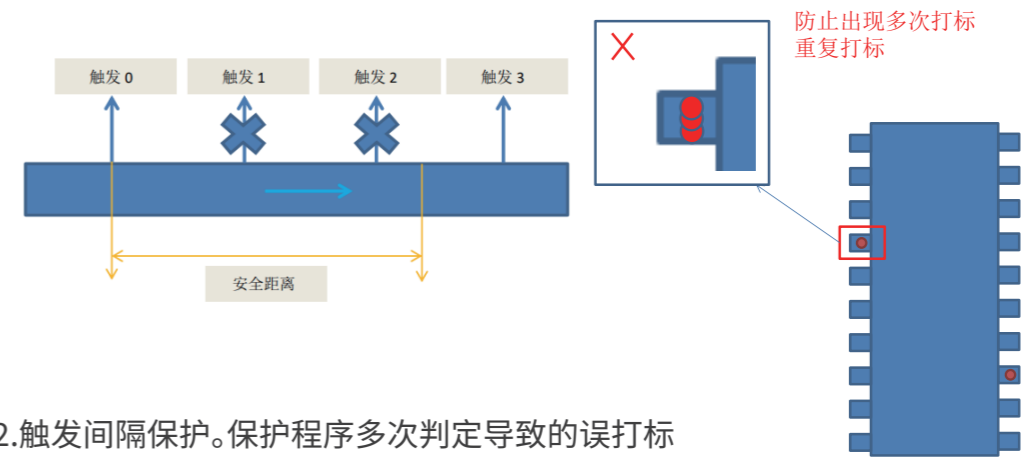 防止出现多次打标
重复打标
触发 0
触发 1
触发 2
触发 3
安全距离
2.触发间隔保护。保护程序多次判定导致的误打标